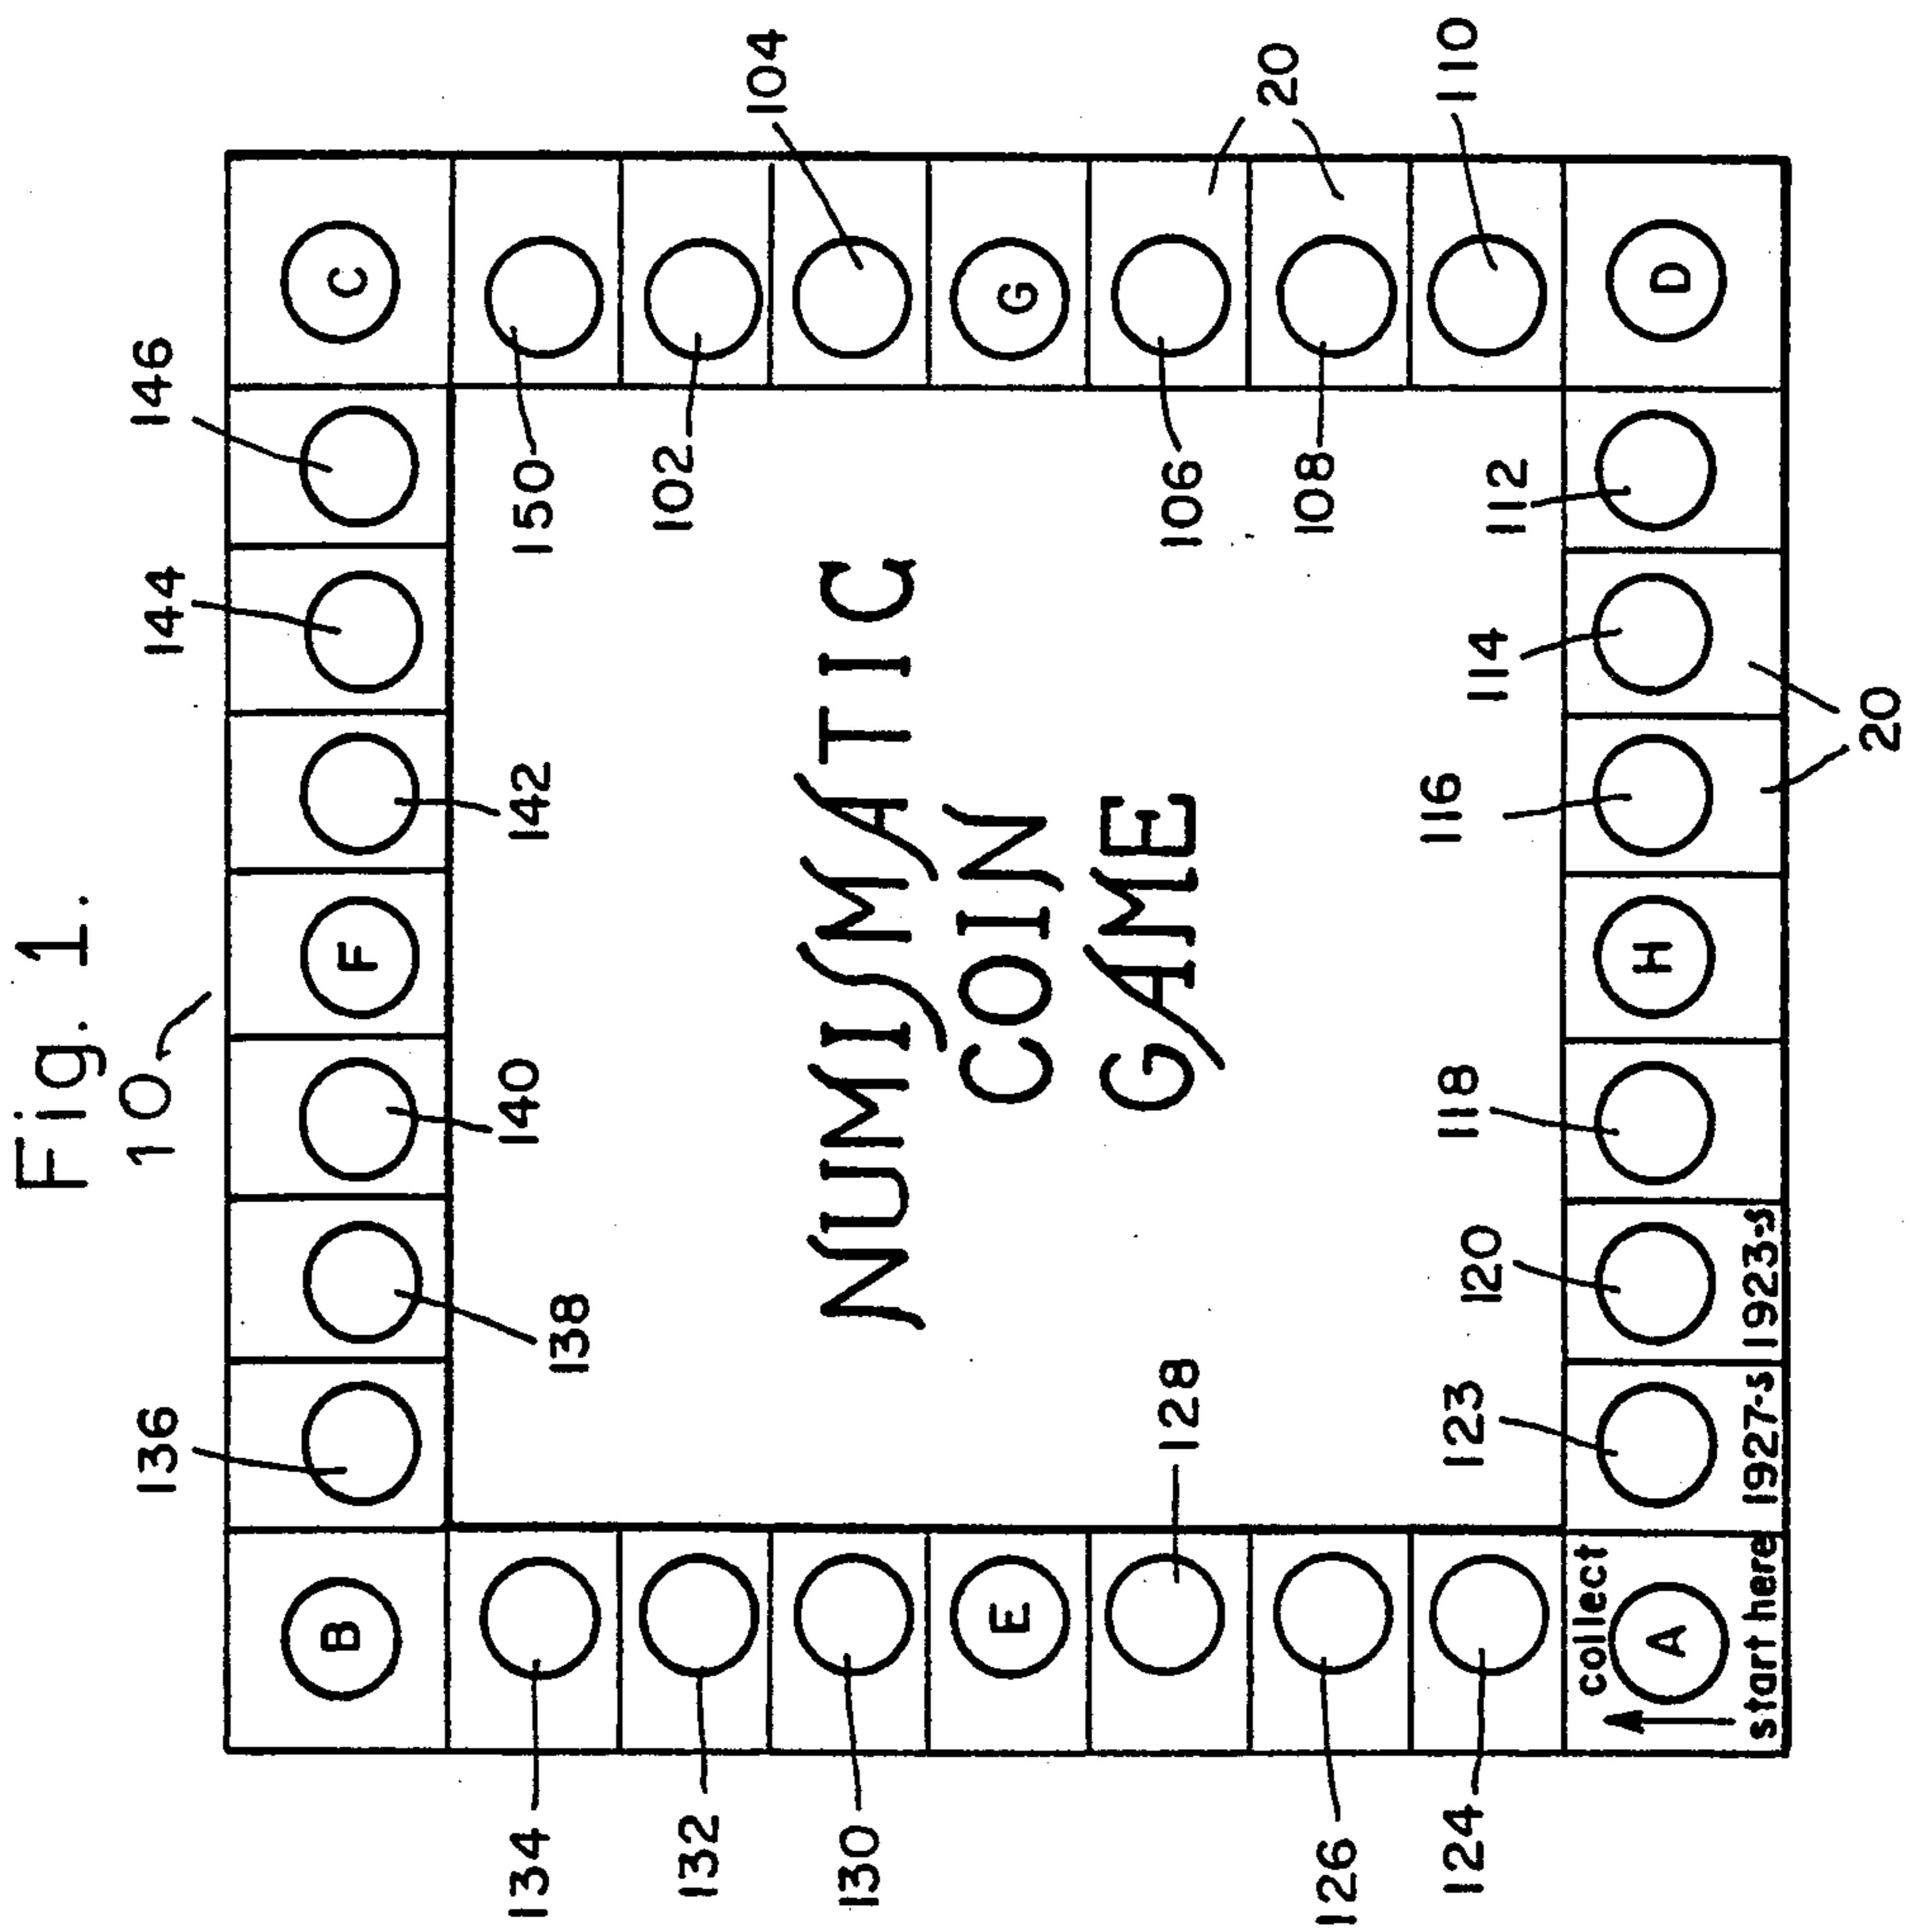 Fig. 1.
10
136
138
140
142
144
146
B
F
C
134
132
130
E
128
126
124
150
102
104
G
106
20
108
110
NUMISMATIC
COIN
GAME
123
120
118
116
114
112
collect
A
start here
1927-S
1923-S
H
D
20